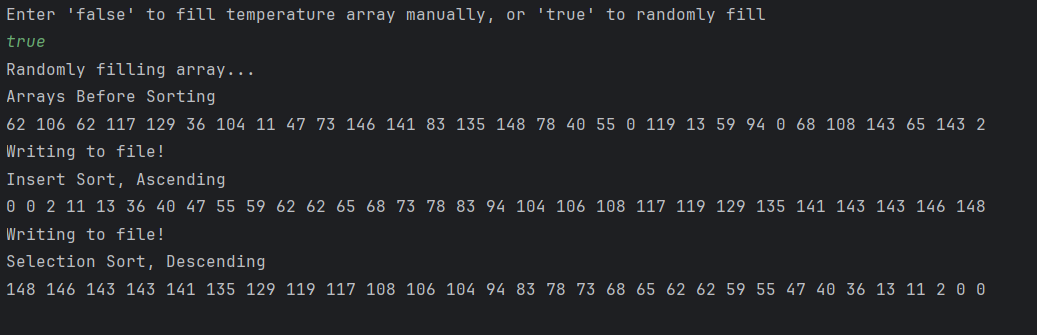 Enter 'false' to fill temperature array manually, or 'true' to randomly fill
true
Randomly filling array...
Arrays Before Sorting
62 106 62 117 129 36 104 11 47 73 146 141 83 135 148 78 40 55 0 119 13 59 94 0 68 108 143 65 143 2
Writing to file!
Insert Sort, Ascending
0 0 2 11 13 36 40 47 55 59 62 62 65 68 73 78 83 94 104 106 108 117 119 129 135 141 143 143 146 148
Writing to file!
Selection Sort, Descending
148 146 143 143 141 135 129 119 117 108 106 104 94 83 78 73 68 65 62 62 59 55 47 40 36 13 11 2 0 0